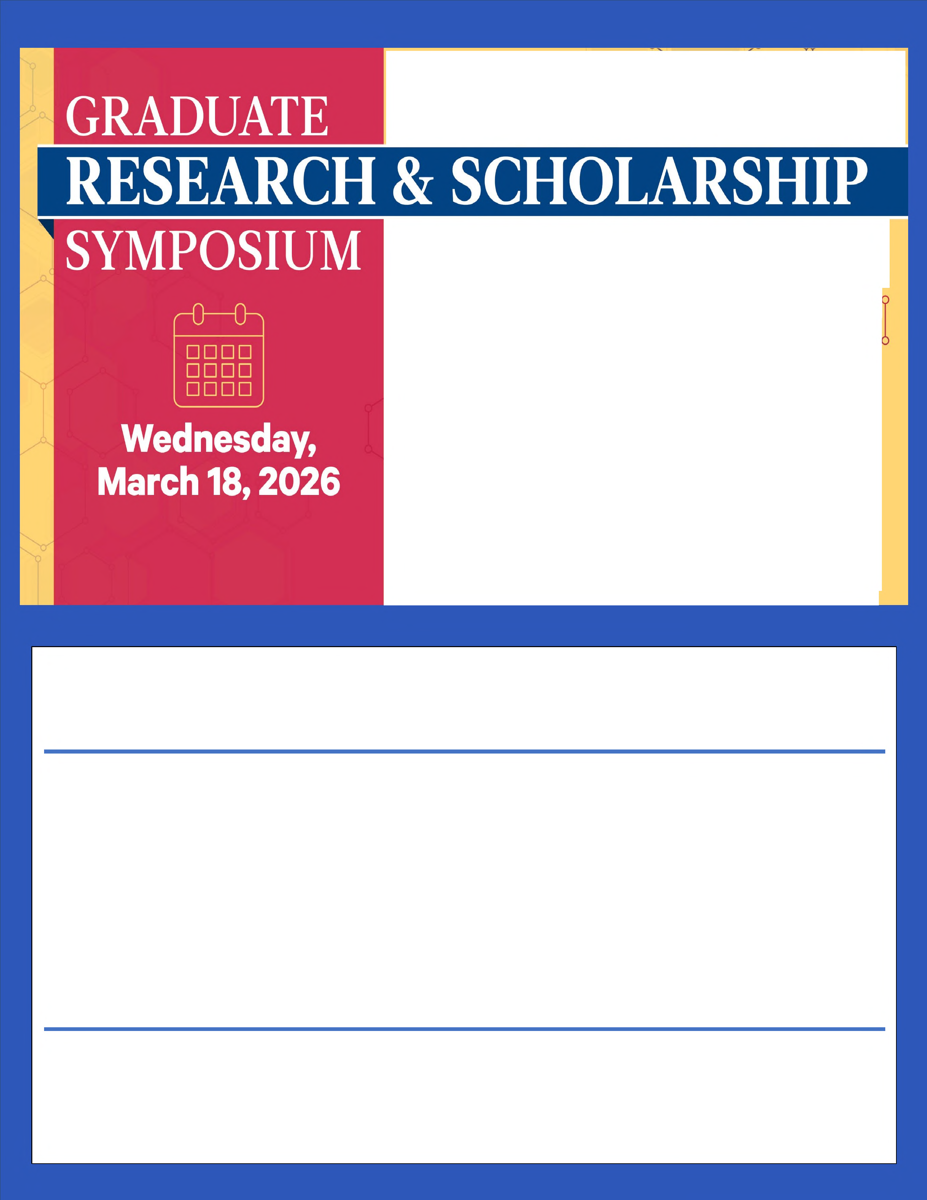 GRADUATE
RESEARCH & SCHOLARSHIP
SYMPOSIUM
Wednesday,
March 18, 2026